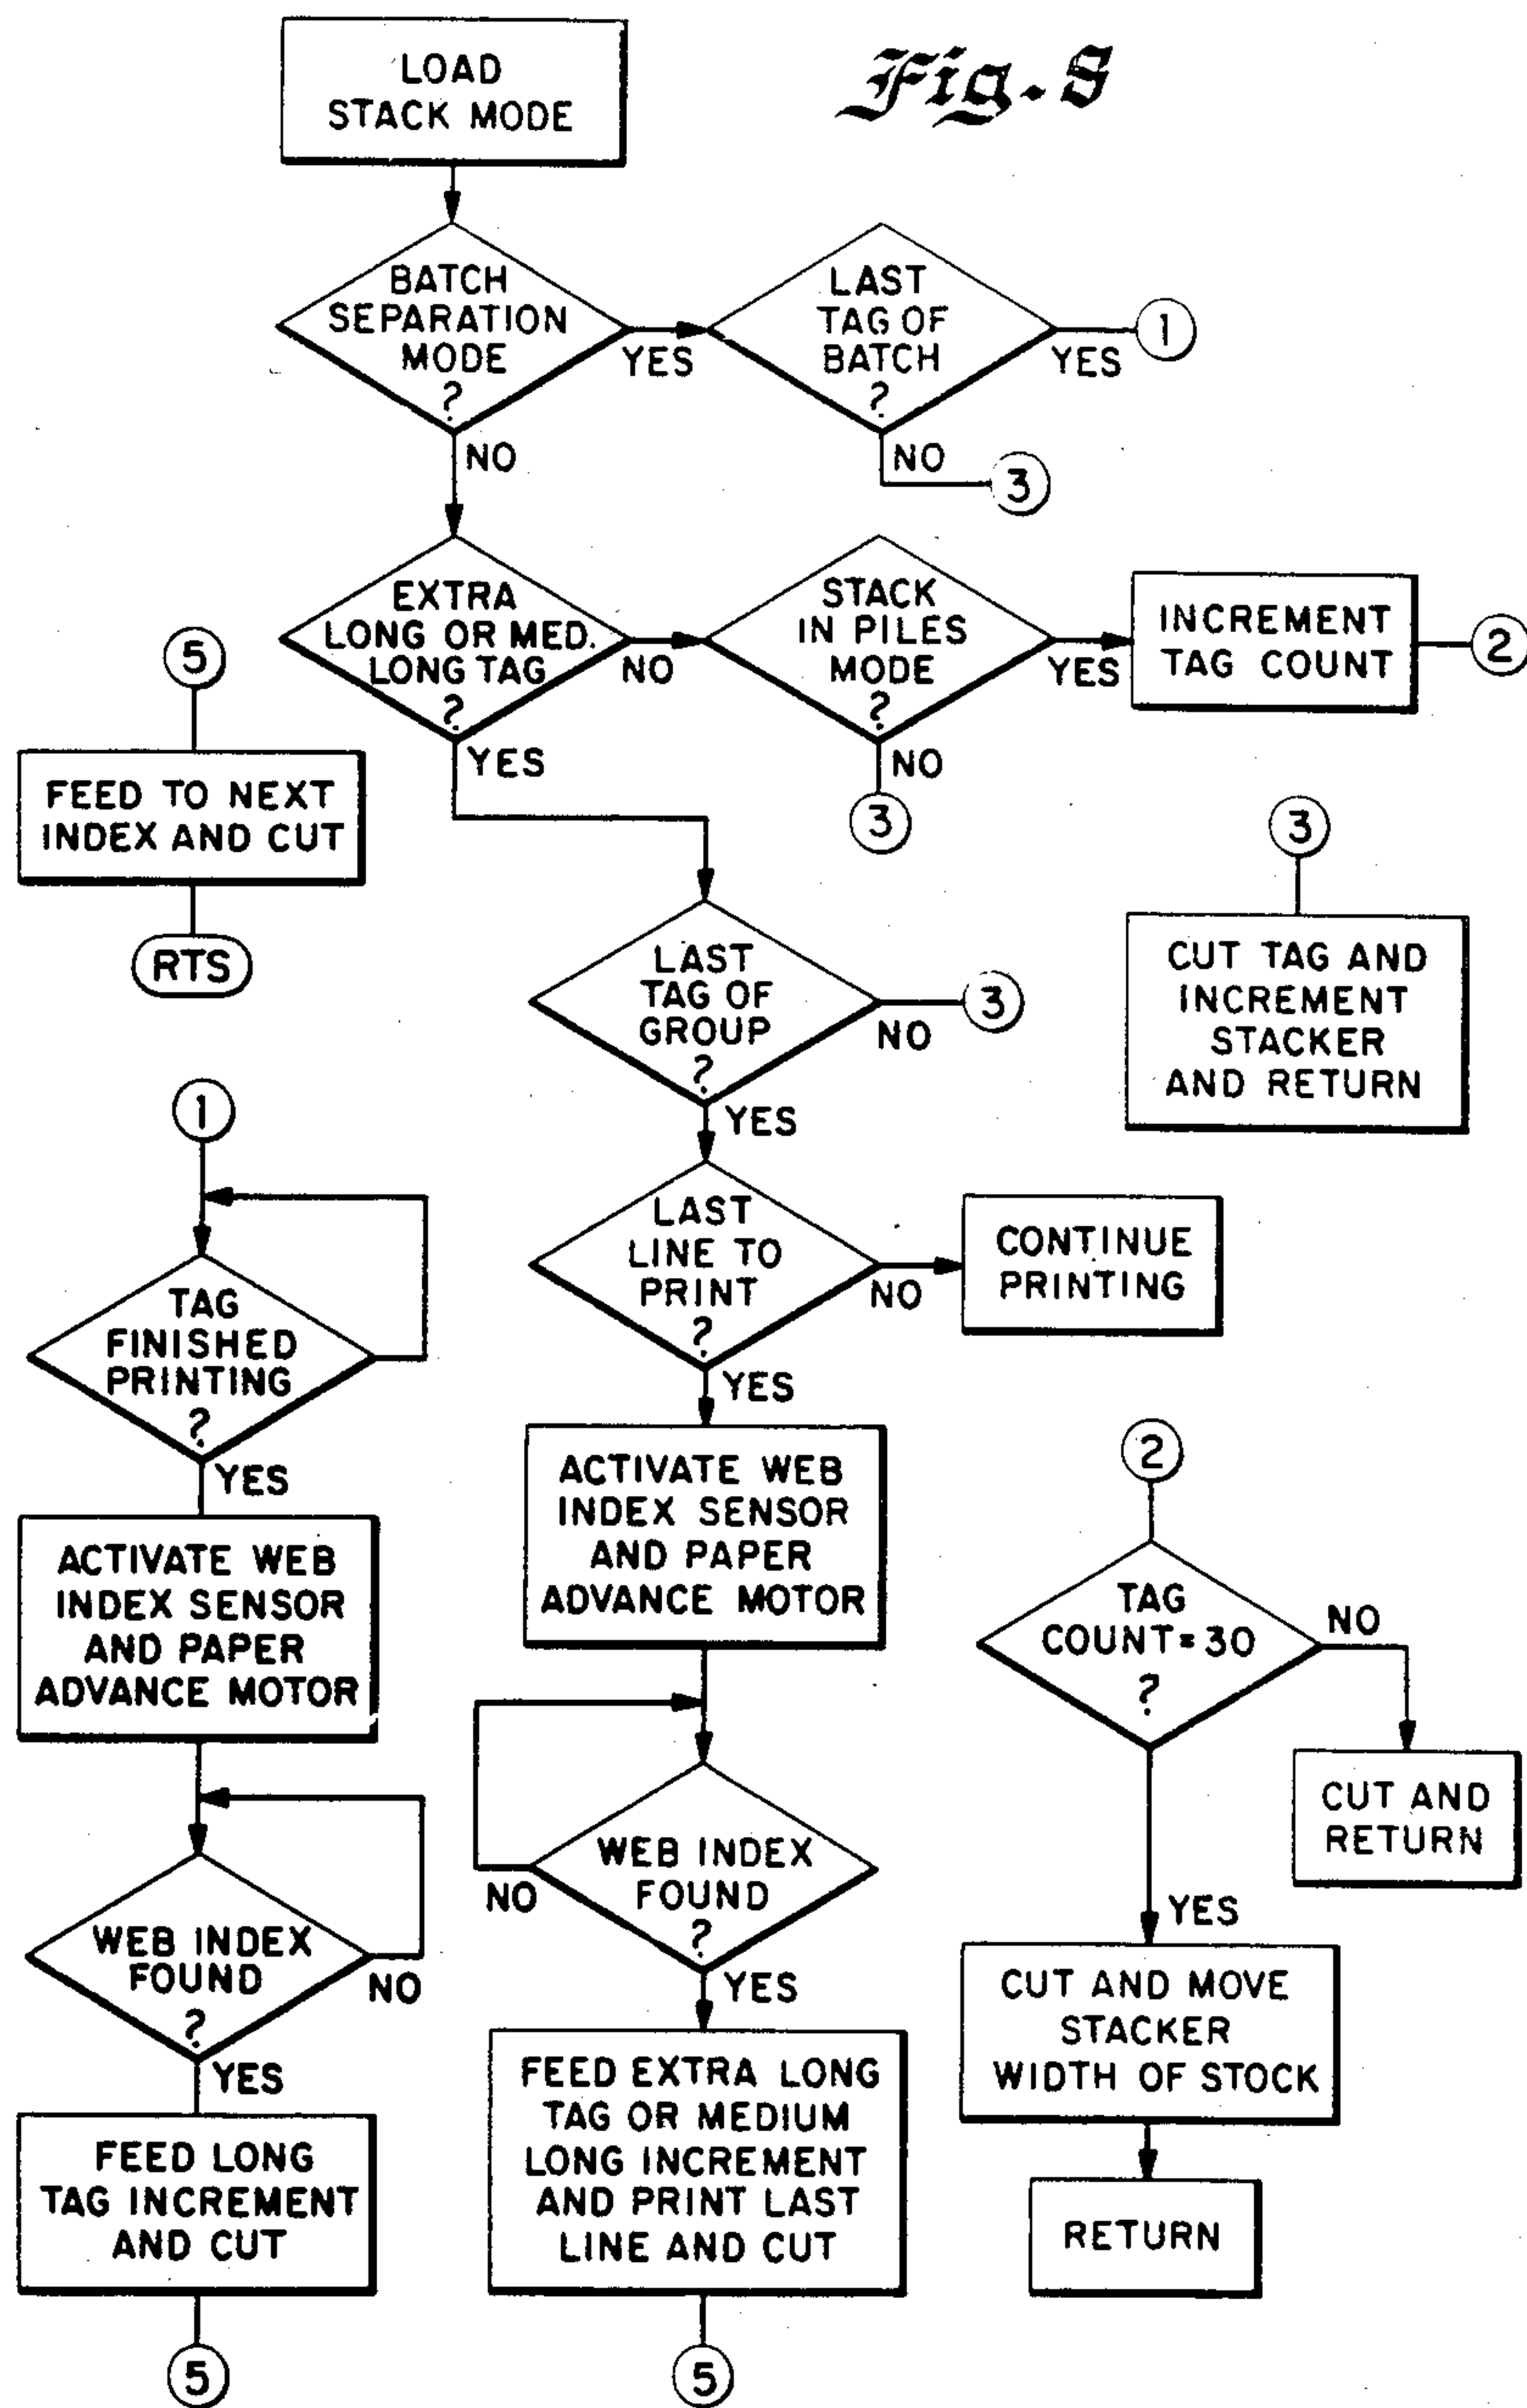 Fig. 8
LOAD
STACK MODE
BATCH
SEPARATION
MODE
?
YES
NO
LAST
TAG OF
BATCH
?
YES
1
NO
3
EXTRA
LONG OR MED.
LONG TAG
?
NO
YES
STACK
IN PILES
MODE
?
YES
NO
3
INCREMENT
TAG COUNT
2
5
FEED TO NEXT
INDEX AND CUT
RTS
LAST
TAG OF
GROUP
?
NO
3
YES
3
CUT TAG AND
INCREMENT
STACKER
AND RETURN
LAST
LINE TO
PRINT
?
NO
CONTINUE
PRINTING
YES
ACTIVATE WEB
INDEX SENSOR
AND PAPER
ADVANCE MOTOR
WEB INDEX
FOUND
?
NO
YES
FEED EXTRA LONG
TAG OR MEDIUM
LONG INCREMENT
AND PRINT LAST
LINE AND CUT
5
1
TAG
FINISHED
PRINTING
?
YES
ACTIVATE WEB
INDEX SENSOR
AND PAPER
ADVANCE MOTOR
WEB INDEX
FOUND
?
NO
YES
FEED LONG
TAG INCREMENT
AND CUT
5
2
TAG
COUNT=30
?
NO
CUT AND
RETURN
YES
CUT AND MOVE
STACKER
WIDTH OF STOCK
RETURN